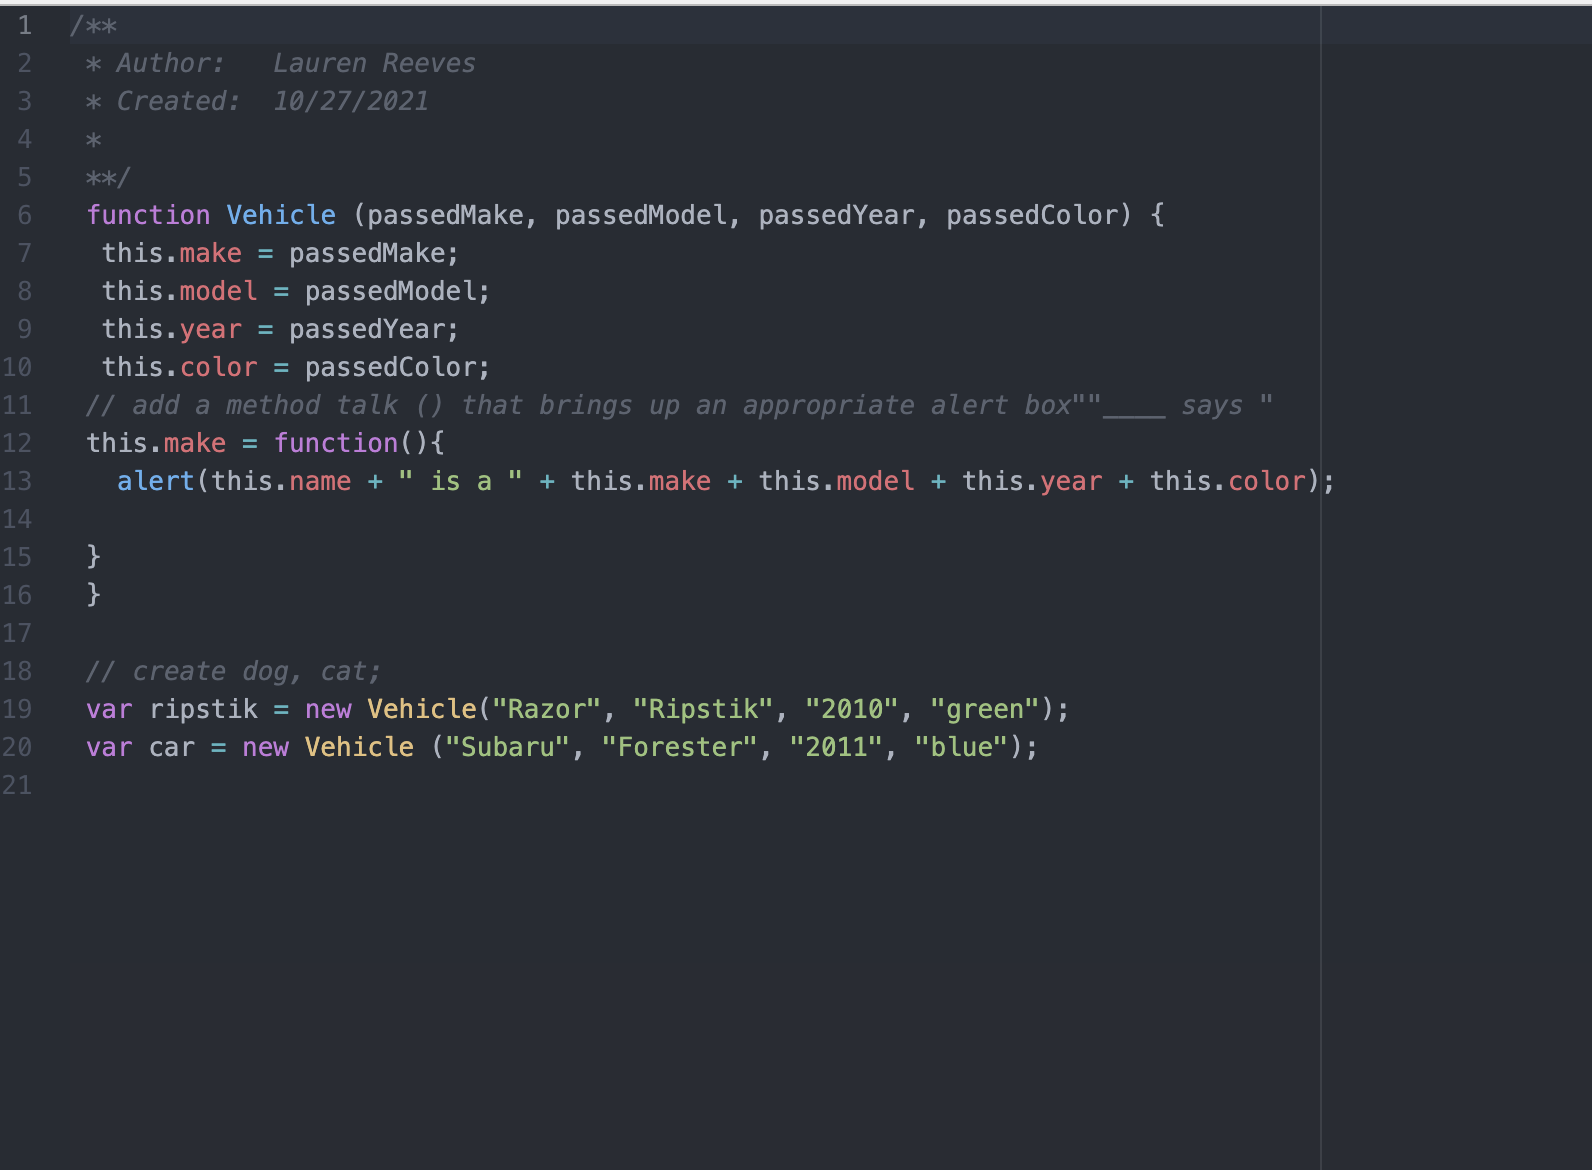 1 /**
2 * Author:   Lauren Reeves
3 * Created:  10/27/2021
4 *
5 **/
6 function Vehicle (passedMake, passedModel, passedYear, passedColor) {
7 this.make = passedMake;
8 this.model = passedModel;
9 this.year = passedYear;
10 this.color = passedColor;
11 // add a method talk () that brings up an appropriate alert box""____ says "
12 this.make = function(){
13 alert(this.name + " is a " + this.make + this.model + this.year + this.color);
14
15 }
16 }
17
18 // create dog, cat;
19 var ripstik = new Vehicle("Razor", "Ripstik", "2010", "green");
20 var car = new Vehicle ("Subaru", "Forester", "2011", "blue");
21